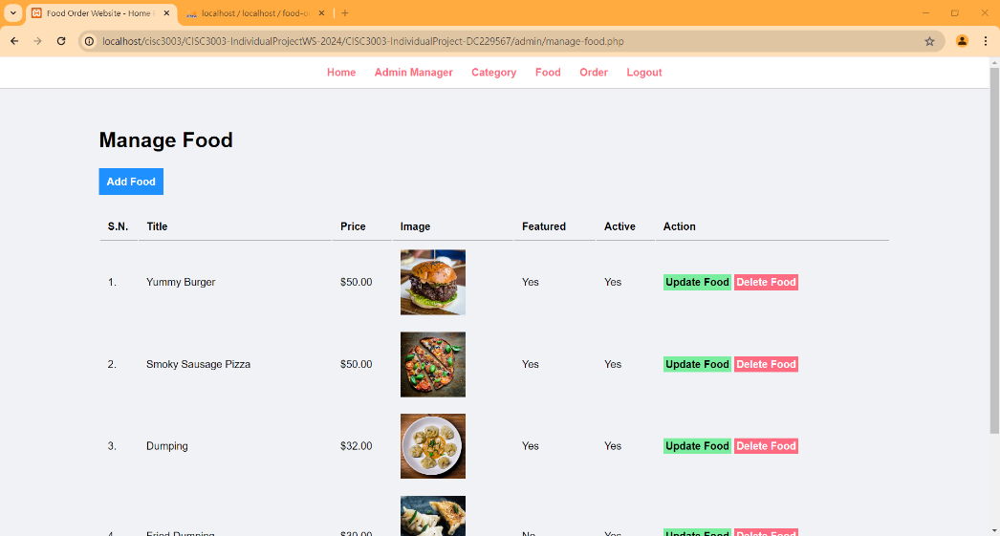 Food Order Website - Home
localhost / localhost / food-o
localhost/cisc3003/CISC3003-IndividualProjectWS-2024/CISC3003-IndividualProject-DC229567/admin/manage-food.php
Home Admin Manager Category Food Order Logout
Manage Food
Add Food
S.N. Title Price Image Featured Active Action
1. Yummy Burger $50.00 Yes Yes Update Food Delete Food
2. Smoky Sausage Pizza $50.00 Yes Yes Update Food Delete Food
3. Dumping $32.00 Yes Yes Update Food Delete Food
4. Fried Dumping $30.00 No Yes Update Food Delete Food